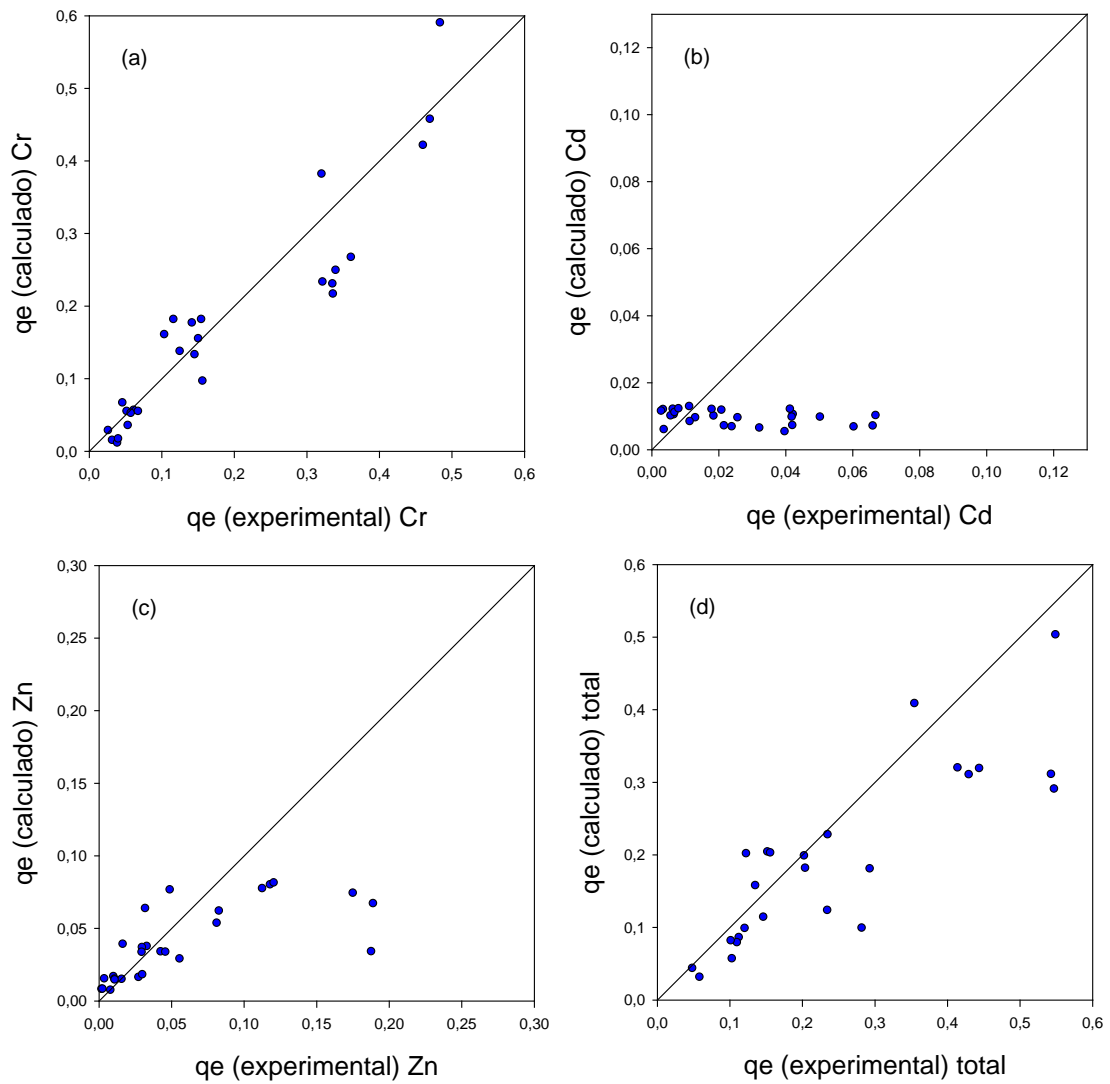 (a)
qe (calculado) Cr
0,6
0,5
0,4
0,3
0,2
0,1
0,0
0,0 0,1 0,2 0,3 0,4 0,5 0,6
qe (experimental) Cr
(b)
qe (calculado) Cd
0,12
0,10
0,08
0,06
0,04
0,02
0,00
0,00 0,02 0,04 0,06 0,08 0,10 0,12
qe (experimental) Cd
(c)
qe (calculado) Zn
0,30
0,25
0,20
0,15
0,10
0,05
0,00
0,00 0,05 0,10 0,15 0,20 0,25 0,30
qe (experimental) Zn
(d)
qe (calculado) total
0,6
0,5
0,4
0,3
0,2
0,1
0,0
0,0 0,1 0,2 0,3 0,4 0,5 0,6
qe (experimental) total